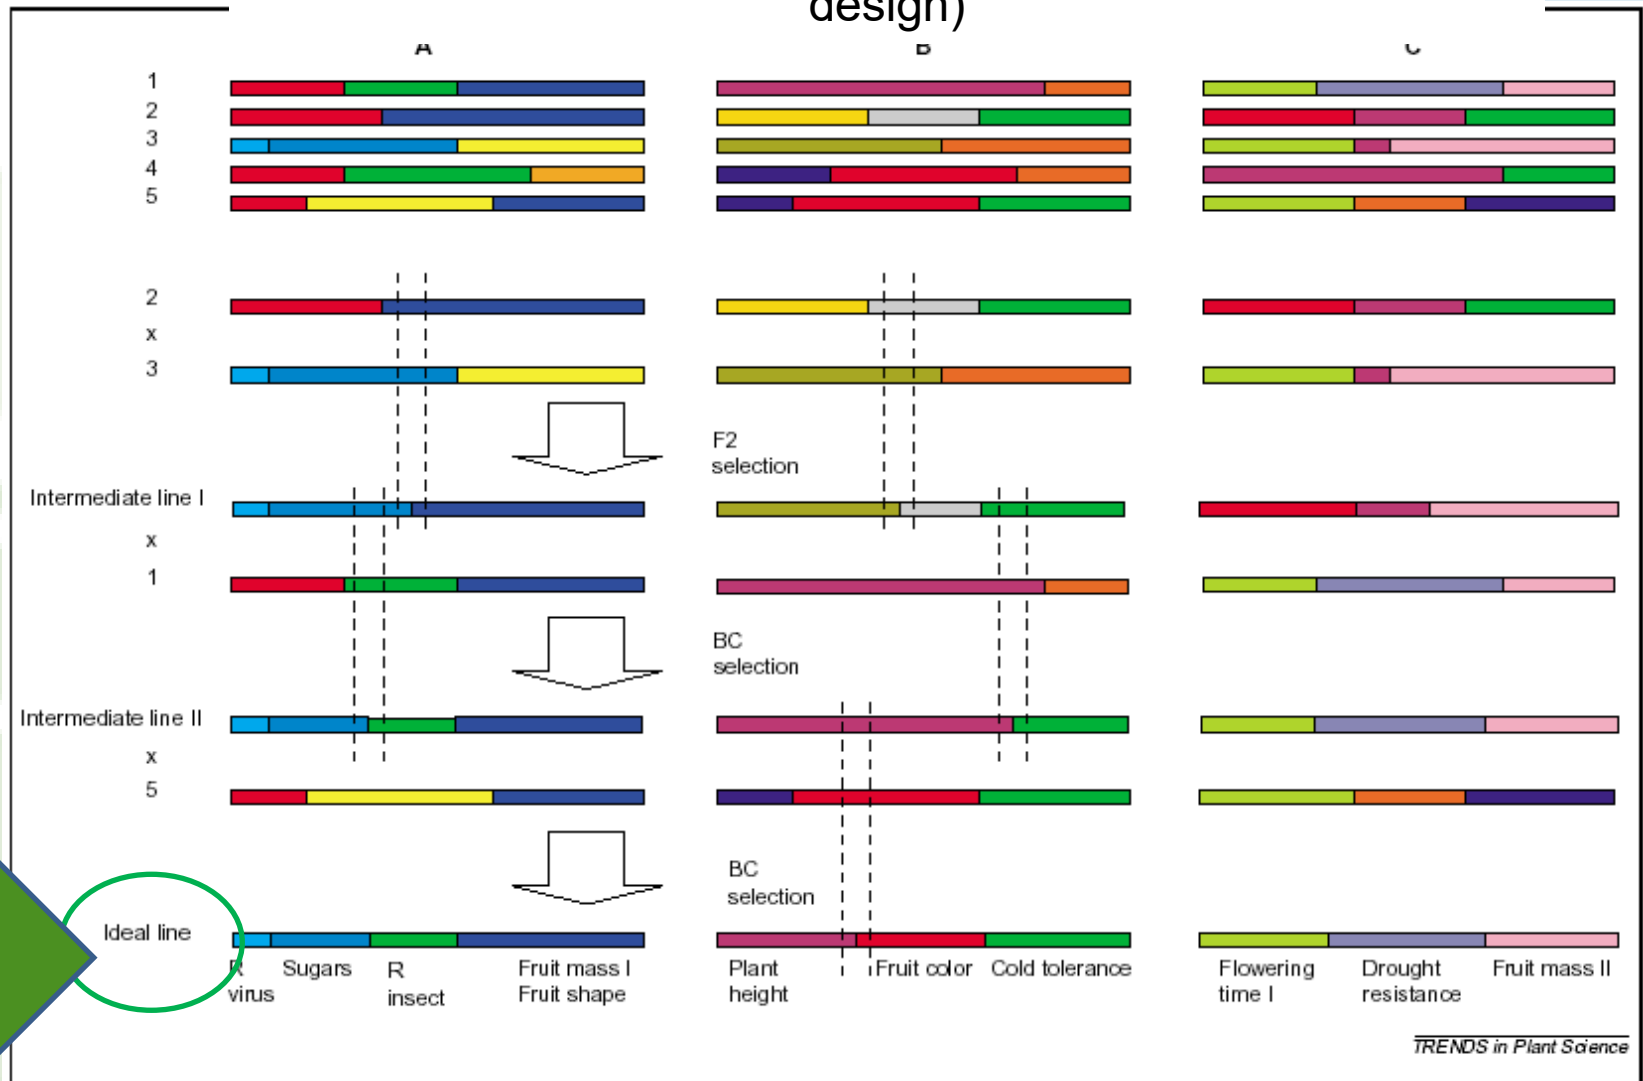 design)
A B C
1
2
3
4
5
2
x
3
F2
selection
Intermediate line I
x
1
BC
selection
Intermediate line II
x
5
BC
selection
Ideal line
R Sugars R Fruit mass I Plant Fruit color Cold tolerance Flowering Drought Fruit mass II
virus insect Fruit shape height time I resistance
TRENDS in Plant Science